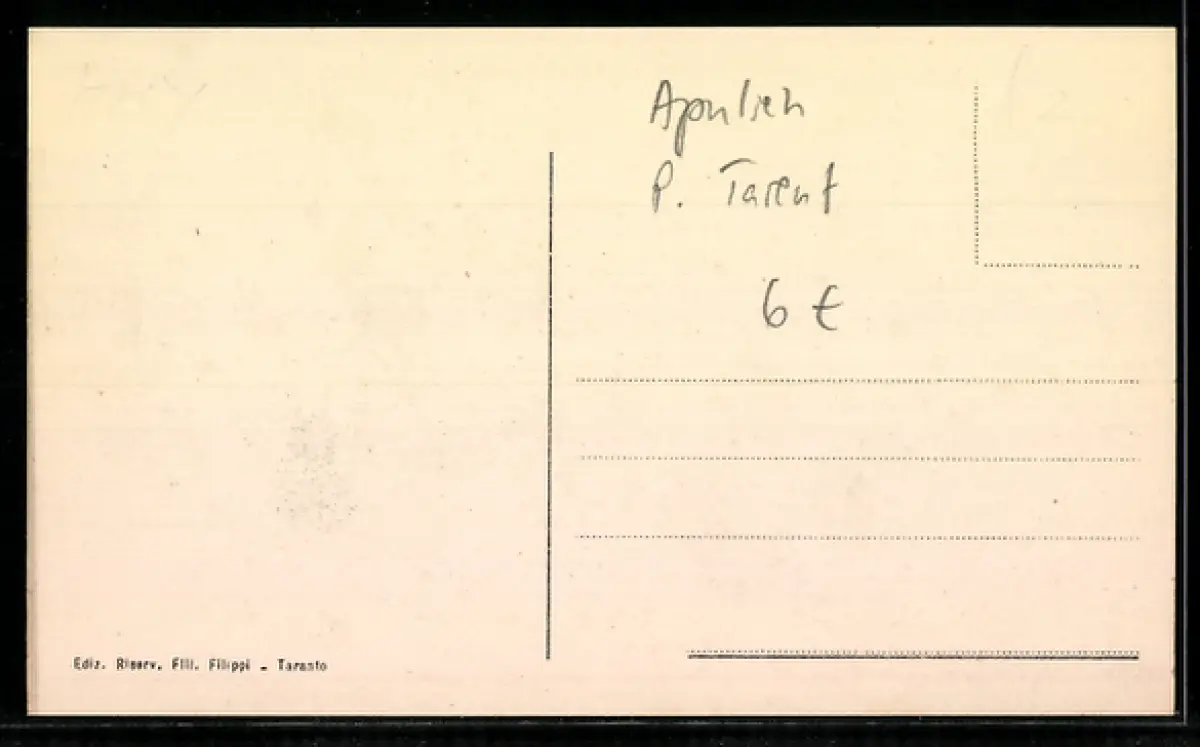 Apulien
P. Tarent
6 €
Ediz. Riserv. Flli. Filippi - Taranto